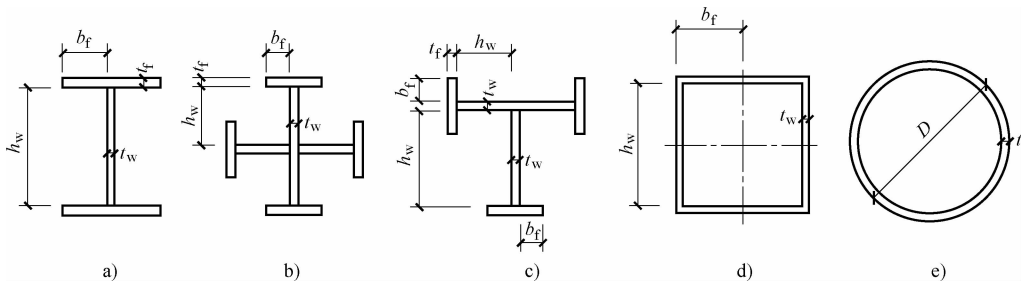 b_f
t_f
h_w
t_w
a)
b_f
t_f
h_w
t_w
b)
t_f
h_w
b_f
t_w
h_w
t_w
b_f
c)
b_f
h_w
t_w
d)
D
t
e)